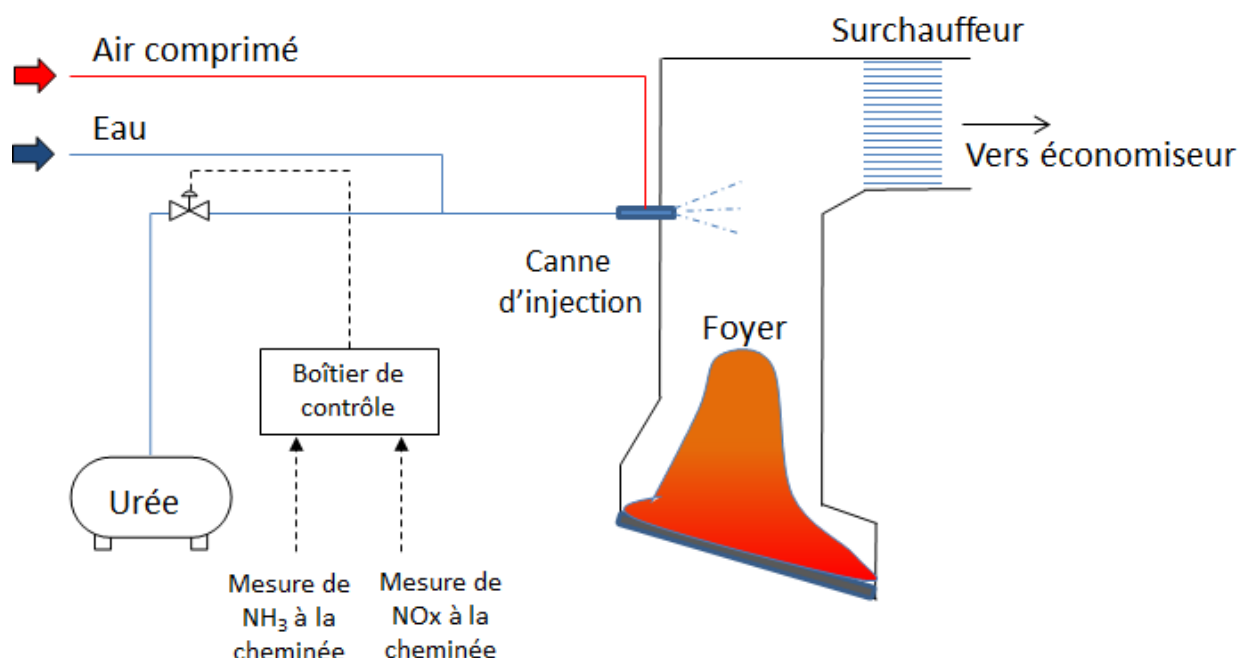 Surchauffeur
Air comprimé
Eau
Vers économiseur
Canne
d'injection
Foyer
Boîtier de
contrôle
Urée
Mesure de
NH₃ à la
cheminée
Mesure de
NOx à la
cheminée